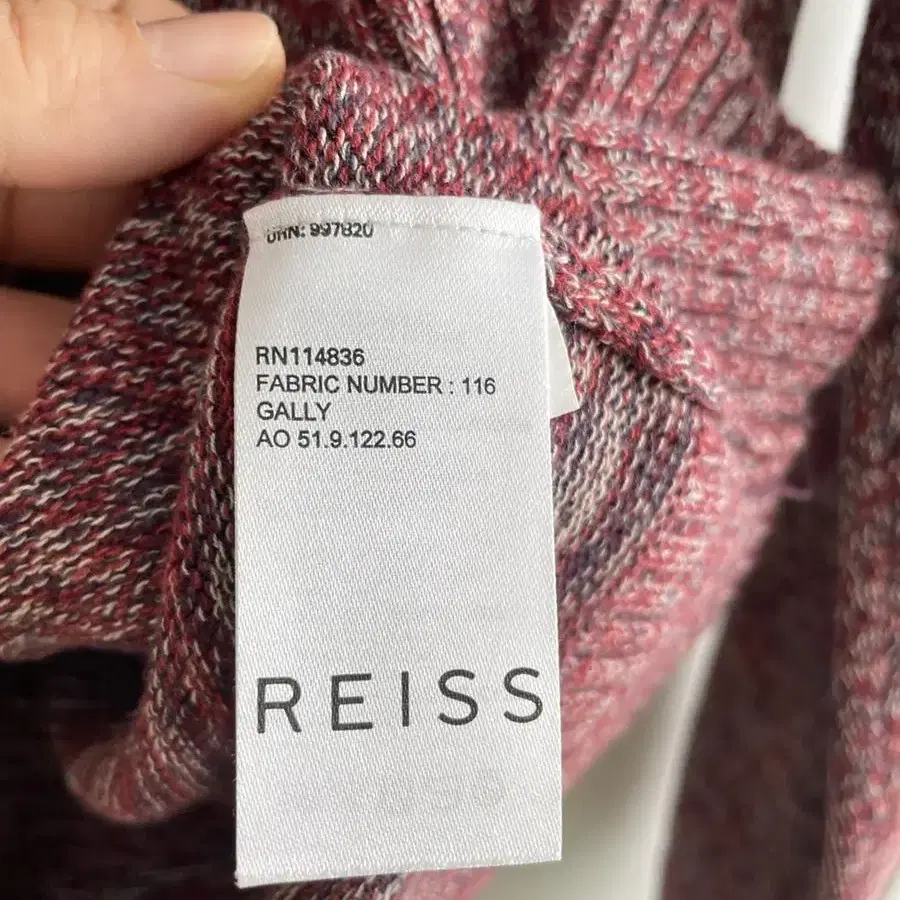 URN: 997820
RN114836
FABRIC NUMBER : 116
GALLY
AO 51.9.122.66
REISS